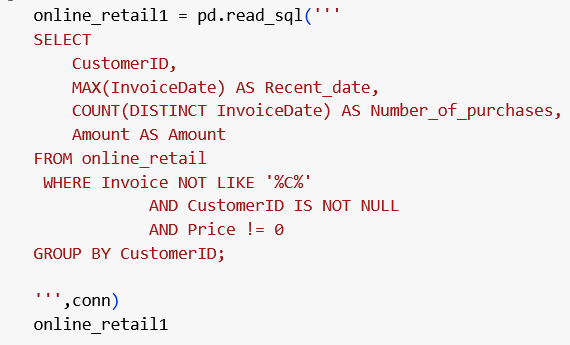 online_retail1 = pd.read_sql('''
SELECT
    CustomerID,
    MAX(InvoiceDate) AS Recent_date,
    COUNT(DISTINCT InvoiceDate) AS Number_of_purchases,
    Amount AS Amount
FROM online_retail
 WHERE Invoice NOT LIKE '%C%'
            AND CustomerID IS NOT NULL
            AND Price != 0
GROUP BY CustomerID;

''',conn)
online_retail1